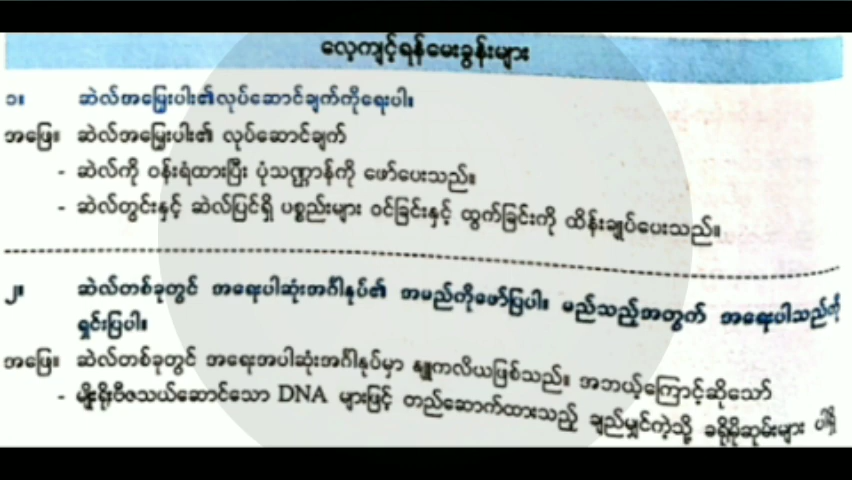 လေ့ကျင့်ရန်မေးခွန်းများ
၁။ ဆဲလ်အမြှေးပါး၏လုပ်ဆောင်ချက်ကိုရေးပါ။
အဖြေ။ ဆဲလ်အမြှေးပါး၏ လုပ်ဆောင်ချက်
- ဆဲလ်ကို ဝန်းရံထားပြီး ပုံသဏ္ဌာန်ကို ဖော်ပေးသည်။
- ဆဲလ်တွင်းနှင့် ဆဲလ်ပြင်ရှိ ပစ္စည်းများ ဝင်ခြင်းနှင့် ထွက်ခြင်းကို ထိန်းချုပ်ပေးသည်။
၂။ ဆဲလ်တစ်ခုတွင် အရေးပါဆုံးအင်္ဂါနုပ်၏ အမည်ကိုဖော်ပြပါ။ မည်သည့်အတွက် အရေးပါသည်ကို
ရှင်းပြပါ။
အဖြေ။ ဆဲလ်တစ်ခုတွင် အရေးအပါဆုံးအင်္ဂါနုပ်မှာ နျူကလိယဖြစ်သည်။ အဘယ့်ကြောင့်ဆိုသော်
- မျိုးရိုးဗီဇသယ်ဆောင်သော DNA များဖြင့် တည်ဆောက်ထားသည့် ချည်မျှင်ကဲ့သို့ ခရိုမိုဆုမ်းများ ပါရှိ